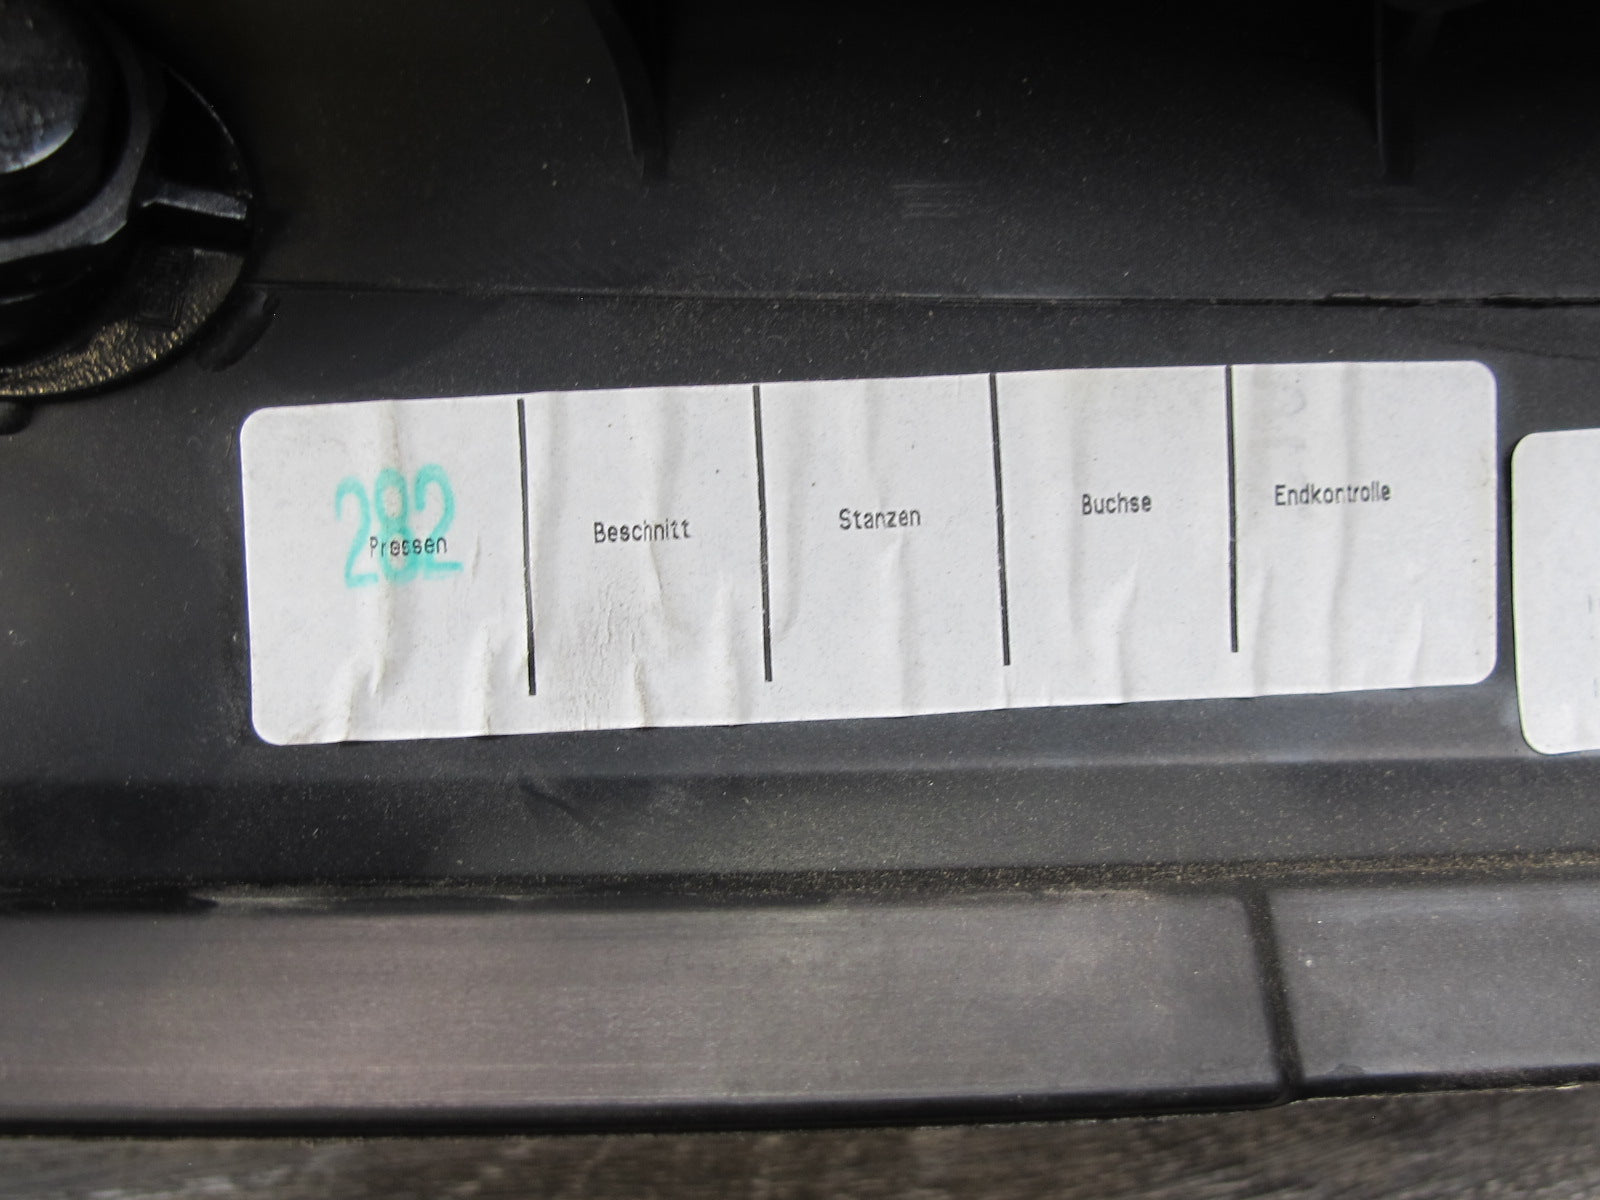 282
Pressen
Beschnitt
Stanzen
Buchse
Endkontrolle